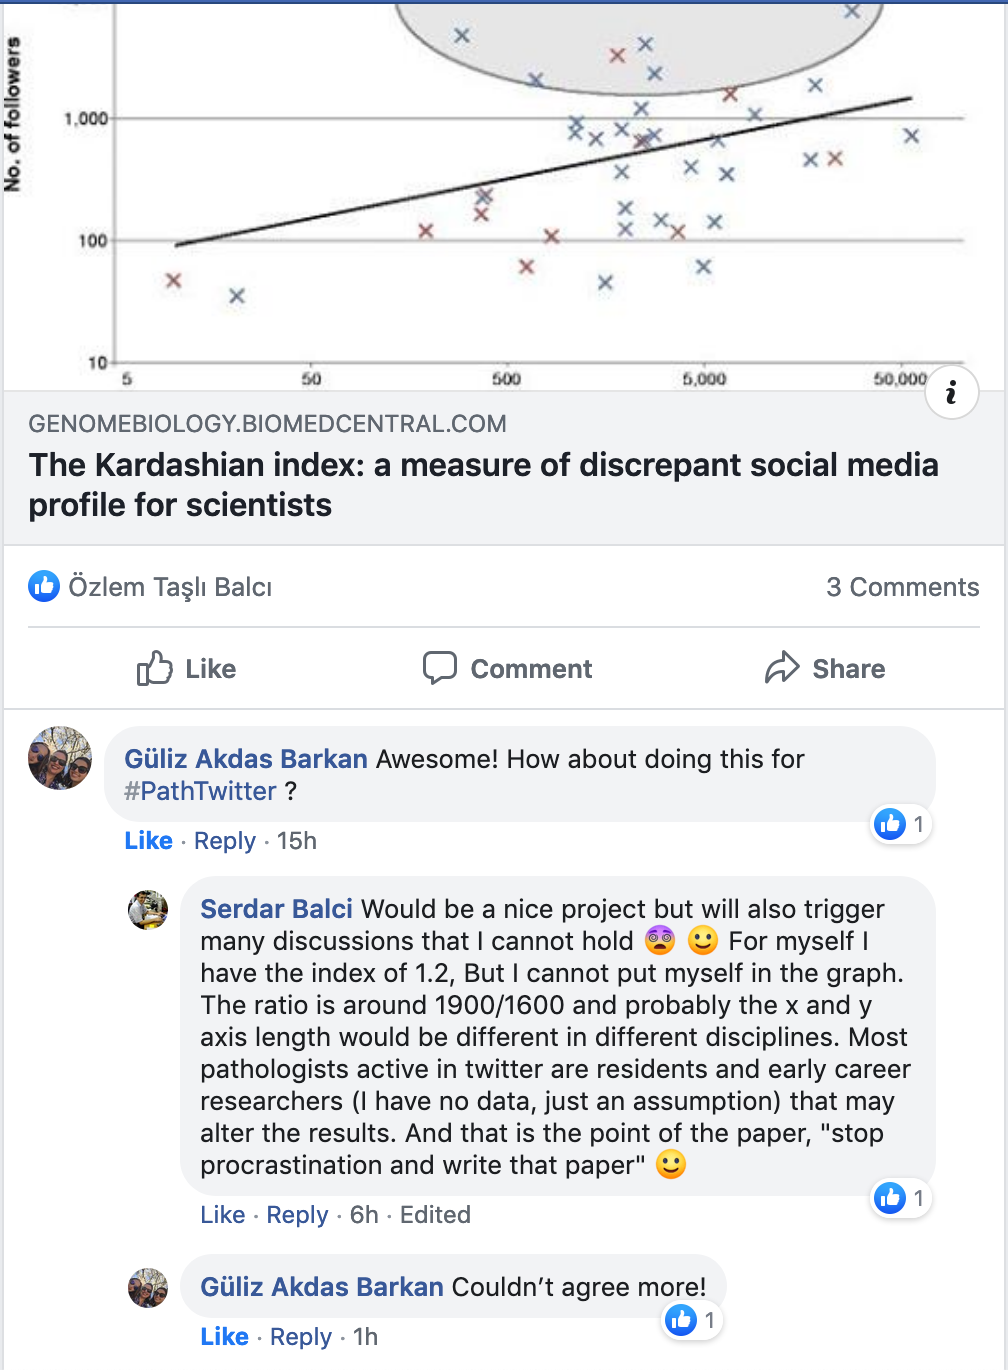 No. of followers
1,000
100
10
5 50 500 5,000 50,000
GENOMEBIOLOGY.BIOMEDCENTRAL.COM
The Kardashian index: a measure of discrepant social media
profile for scientists
Özlem Taşlı Balcı 3 Comments
Like Comment Share
Güliz Akdas Barkan Awesome! How about doing this for
#PathTwitter ?
1
Like · Reply · 15h
Serdar Balci Would be a nice project but will also trigger
many discussions that I cannot hold 😵 🙂 For myself I
have the index of 1.2, But I cannot put myself in the graph.
The ratio is around 1900/1600 and probably the x and y
axis length would be different in different disciplines. Most
pathologists active in twitter are residents and early career
researchers (I have no data, just an assumption) that may
alter the results. And that is the point of the paper, "stop
procrastination and write that paper" 🙂
1
Like · Reply · 6h · Edited
Güliz Akdas Barkan Couldn't agree more!
1
Like · Reply · 1h